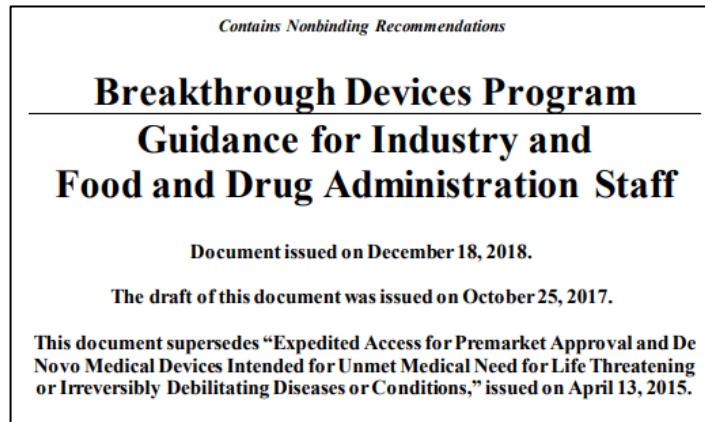 Contains Nonbinding Recommendations
Breakthrough Devices Program
Guidance for Industry and
Food and Drug Administration Staff
Document issued on December 18, 2018.
The draft of this document was issued on October 25, 2017.
This document supersedes “Expedited Access for Premarket Approval and De
Novo Medical Devices Intended for Unmet Medical Need for Life Threatening
or Irreversibly Debilitating Diseases or Conditions,” issued on April 13, 2015.